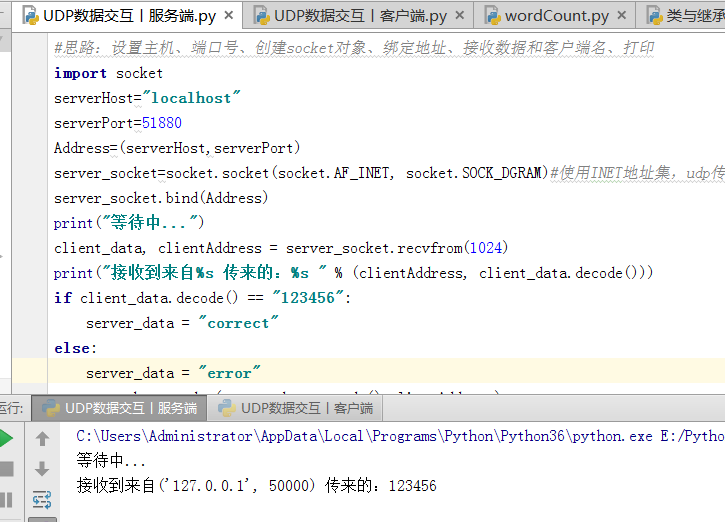 UDP数据交互丨服务端.py × UDP数据交互丨客户端.py × wordCount.py × 类与继承
#思路：设置主机、端口号、创建socket对象、绑定地址、接收数据和客户端名、打印
import socket
serverHost="localhost"
serverPort=51880
Address=(serverHost,serverPort)
server_socket=socket.socket(socket.AF_INET, socket.SOCK_DGRAM)#使用INET地址集，udp传
server_socket.bind(Address)
print("等待中...")
client_data, clientAddress = server_socket.recvfrom(1024)
print("接收到来自%s 传来的：%s " % (clientAddress, client_data.decode()))
if client_data.decode() == "123456":
server_data = "correct"
else:
server_data = "error"
运行: UDP数据交互丨服务端 UDP数据交互丨客户端
C:\Users\Administrator\AppData\Local\Programs\Python\Python36\python.exe E:/Pytho
等待中...
接收到来自('127.0.0.1', 50000) 传来的：123456